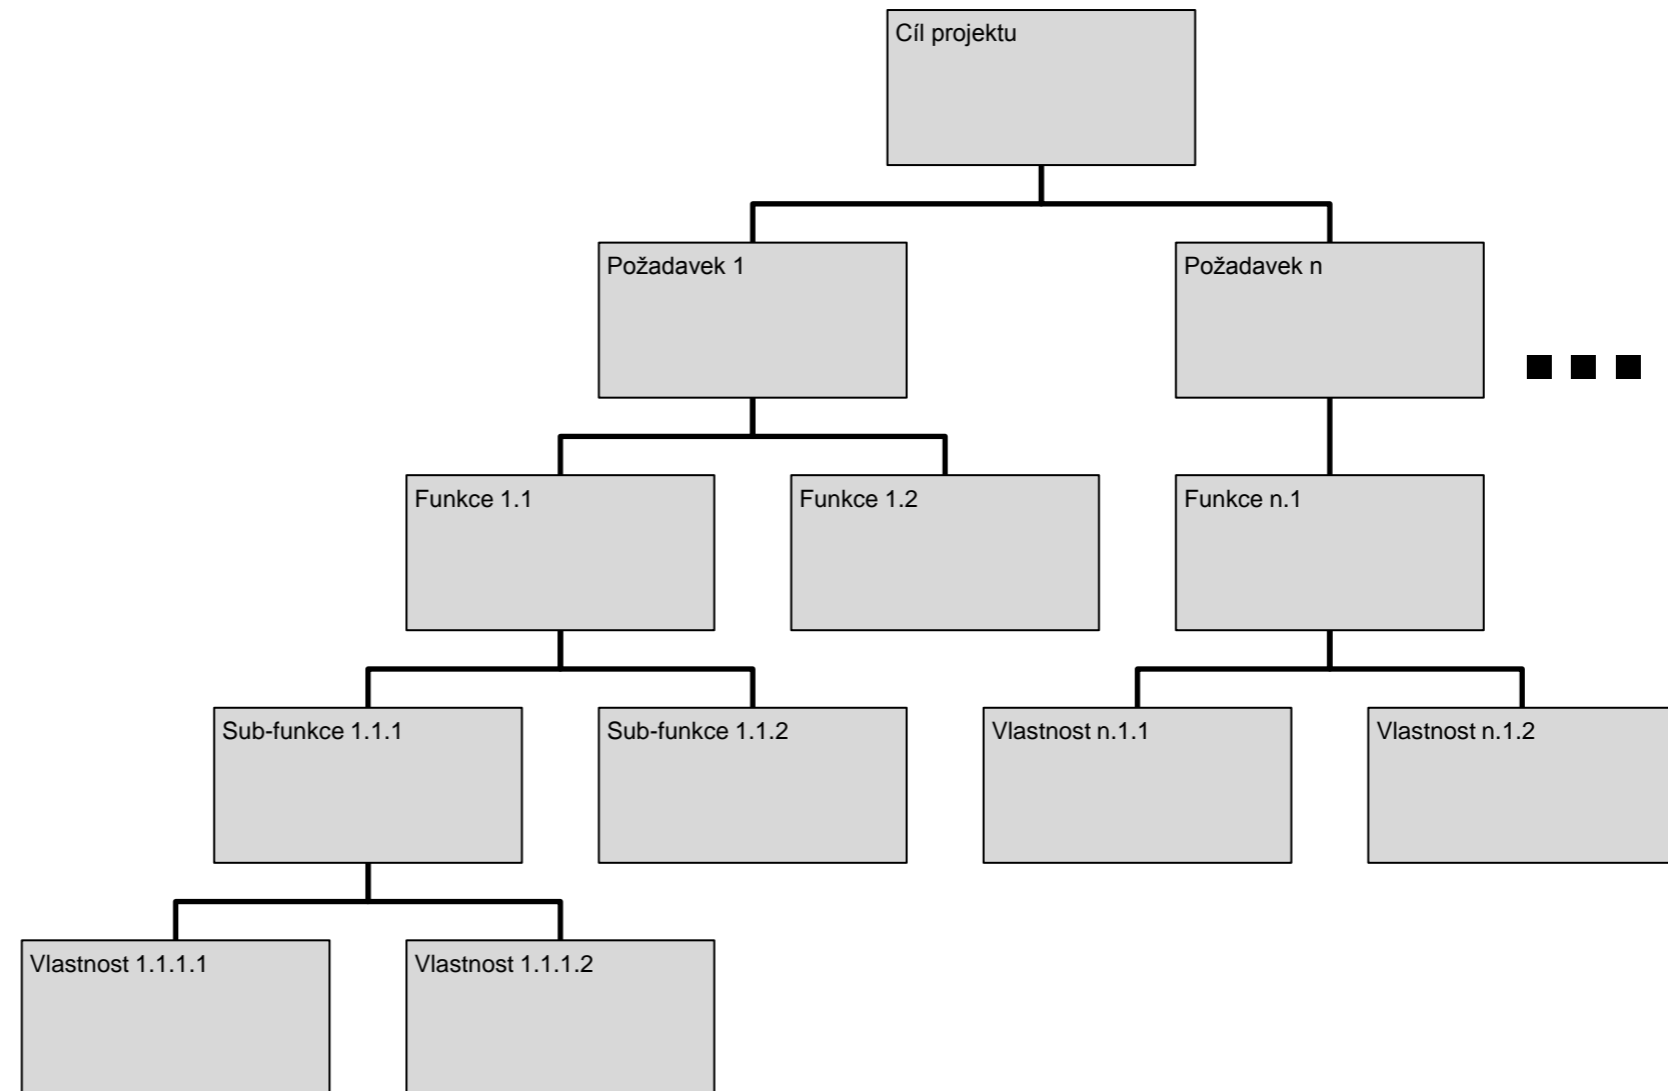 Cíl projektu
Požadavek 1
Požadavek n
Funkce 1.1
Funkce 1.2
Funkce n.1
Sub-funkce 1.1.1
Sub-funkce 1.1.2
Vlastnost n.1.1
Vlastnost n.1.2
Vlastnost 1.1.1.1
Vlastnost 1.1.1.2